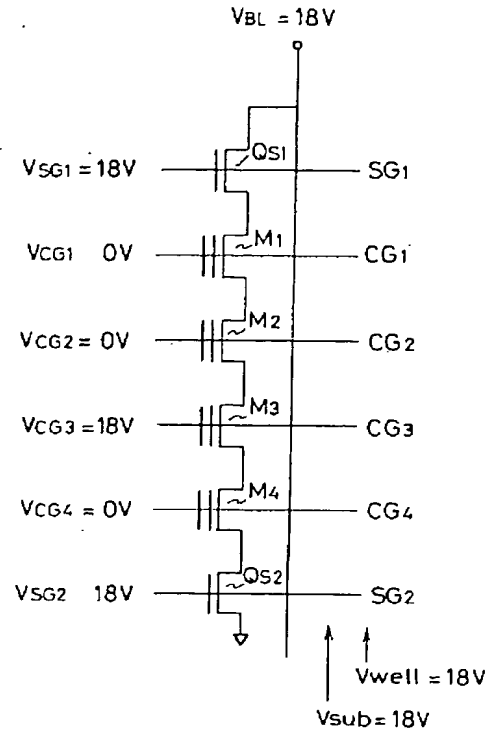 VBL = 18V
QS1
VSG1 = 18V SG1
M1
VCG1 0V CG1
M2
VCG2 = 0V CG2
M3
VCG3 = 18V CG3
M4
VCG4 = 0V CG4
QS2
VSG2 18V SG2
Vwell = 18V
Vsub = 18V